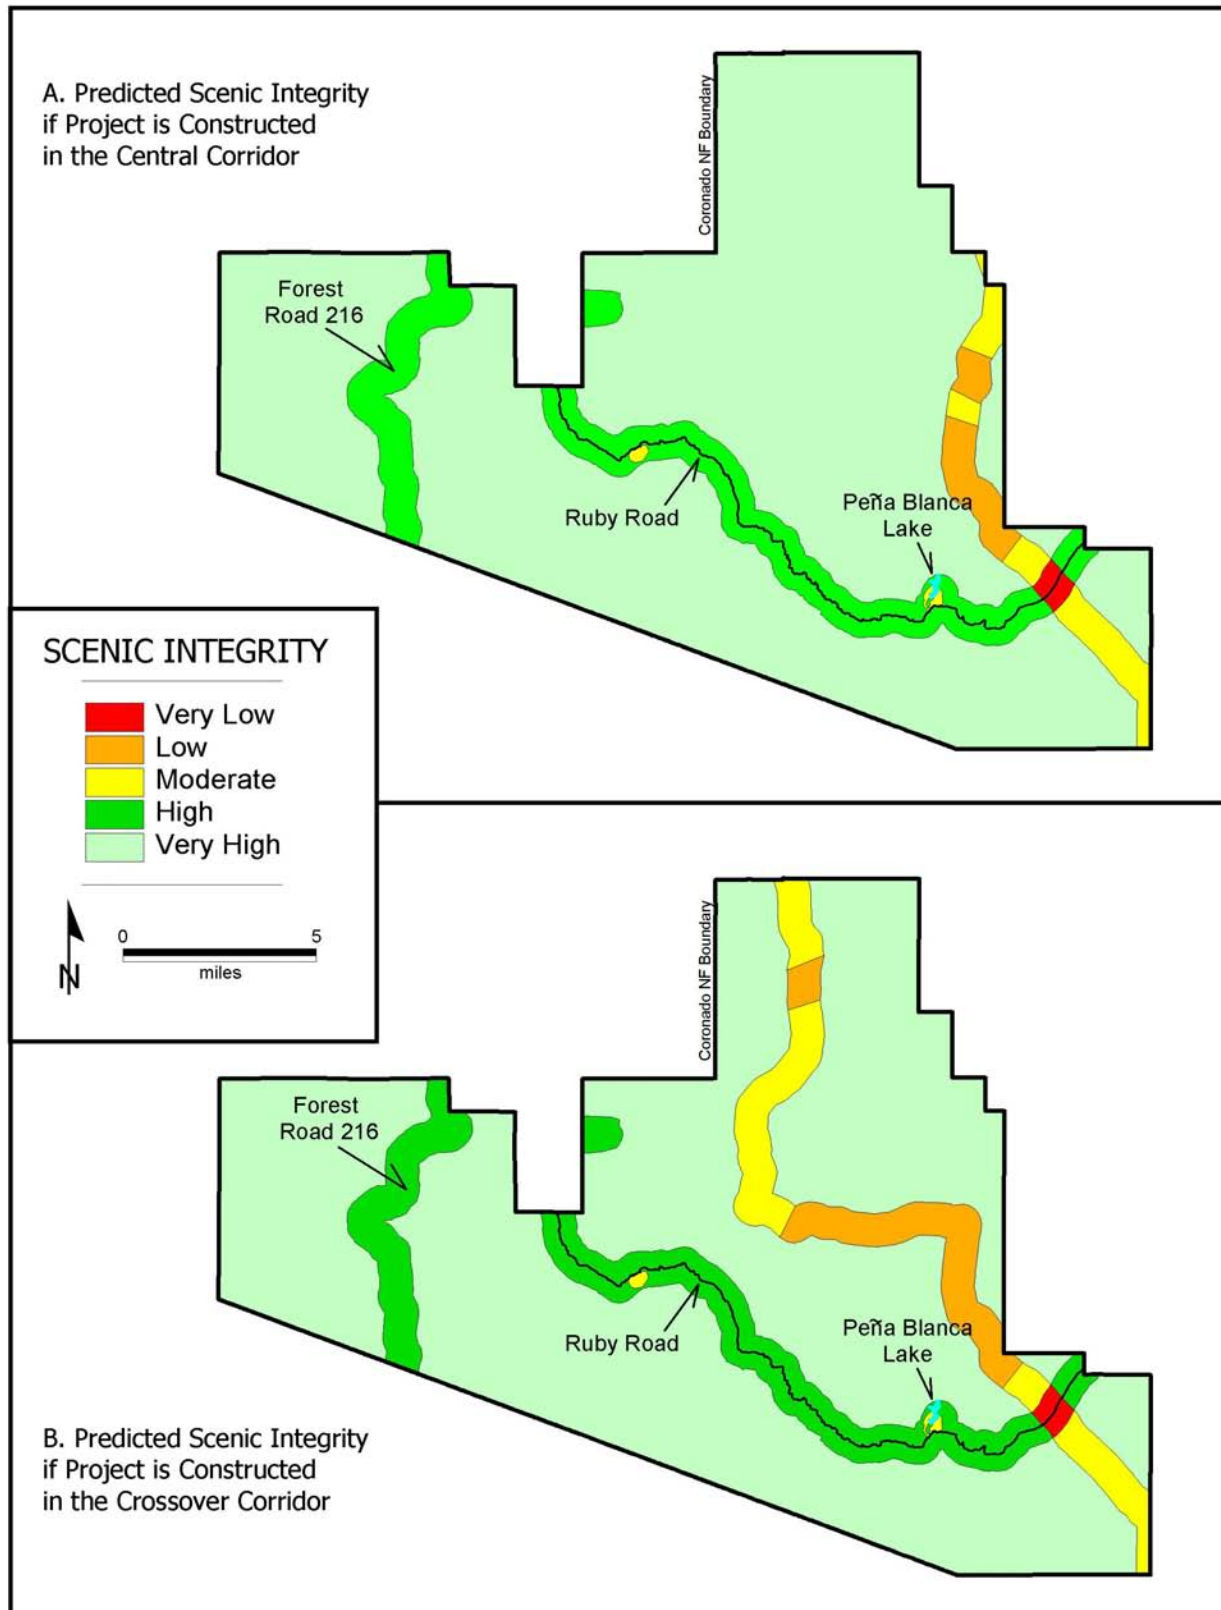 A. Predicted Scenic Integrity
if Project is Constructed
in the Central Corridor
Coronado NF Boundary
Forest
Road 216
Ruby Road
Peña Blanca
Lake
SCENIC INTEGRITY
Very Low
Low
Moderate
High
Very High
N
0 5
miles
Coronado NF Boundary
Forest
Road 216
Ruby Road
Peña Blanca
Lake
B. Predicted Scenic Integrity
if Project is Constructed
in the Crossover Corridor